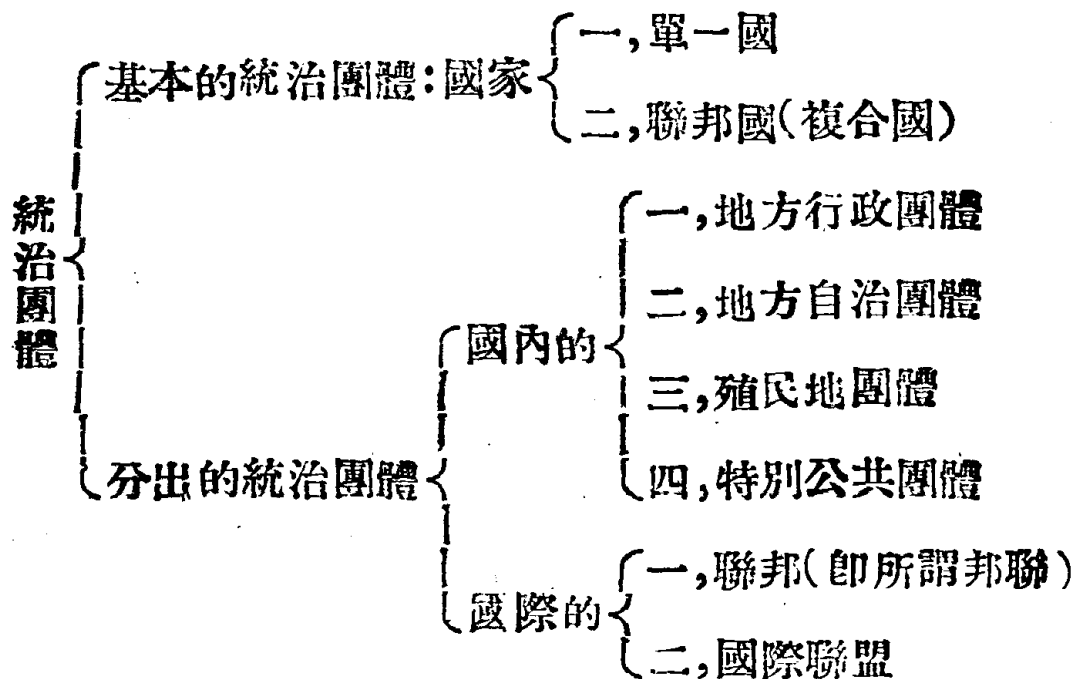 統治團體
基本的統治團體:國家
一,單一國
二,聯邦國(複合國)
分出的統治團體
國內的
一,地方行政團體
二,地方自治團體
三,殖民地團體
四,特別公共團體
國際的
一,聯邦(卽所謂邦聯)
二,國際聯盟